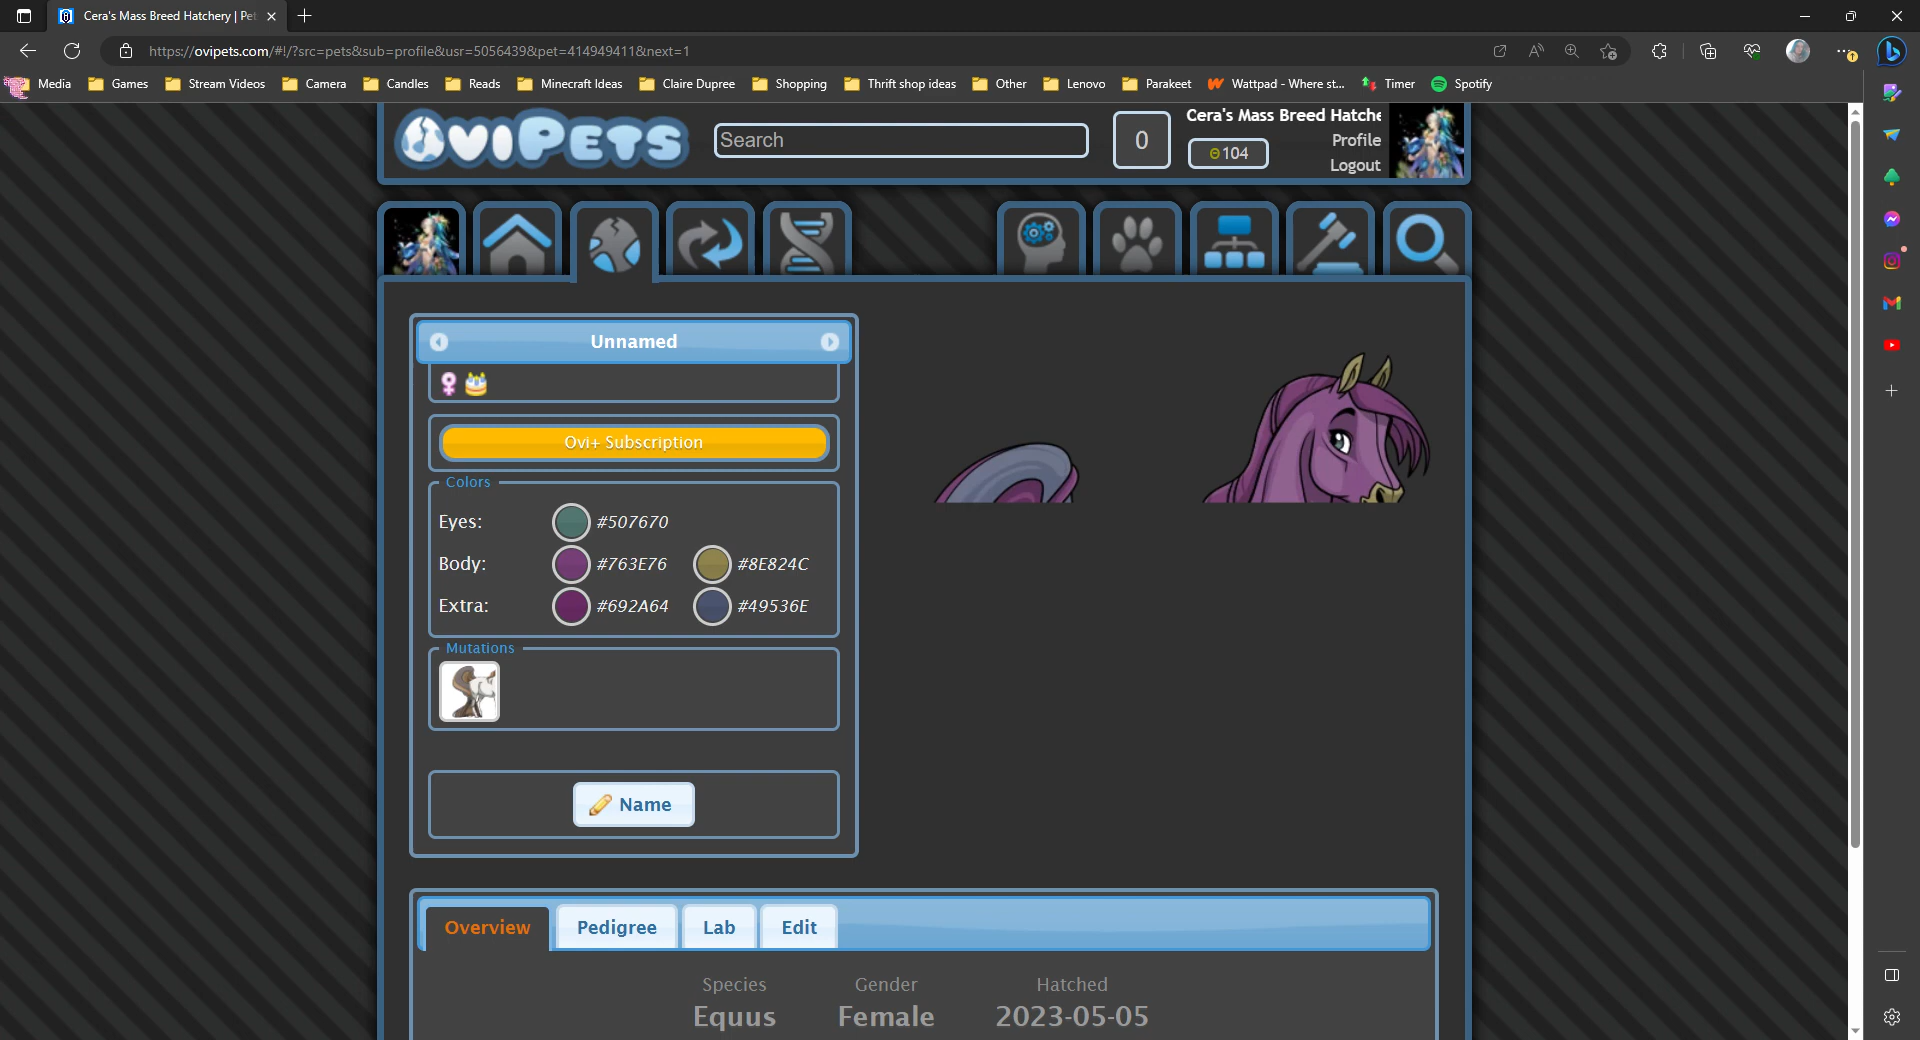 Cera's Mass Breed Hatchery | Pet
https://ovipets.com/#!/?src=pets&sub=profile&usr=5056439&pet=414949411&next=1
Media Games Stream Videos Camera Candles Reads Minecraft Ideas Claire Dupree Shopping Thrift shop ideas Other Lenovo Parakeet Wattpad - Where st... Timer Spotify
OviPets
Search
0
Cera's Mass Breed Hatche
104
Profile
Logout
Unnamed
Ovi+ Subscription
Colors
Eyes: #507670
Body: #763E76 #8E824C
Extra: #692A64 #49536E
Mutations
Name
Overview Pedigree Lab Edit
Species Gender Hatched
Equus Female 2023-05-05